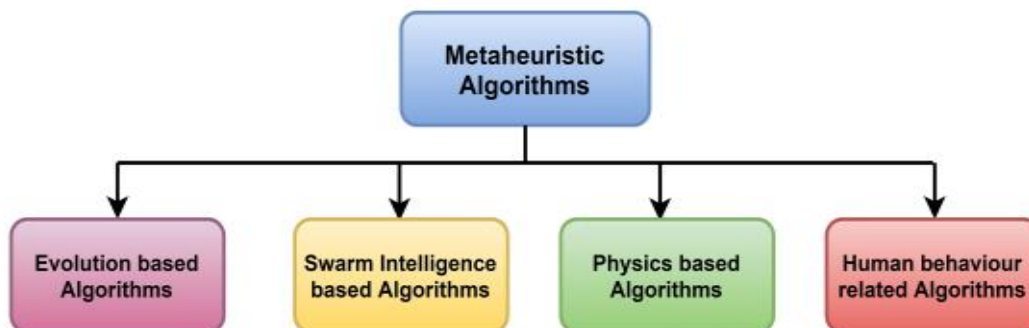 Metaheuristic
Algorithms
Evolution based
Algorithms
Swarm Intelligence
based Algorithms
Physics based
Algorithms
Human behaviour
related Algorithms